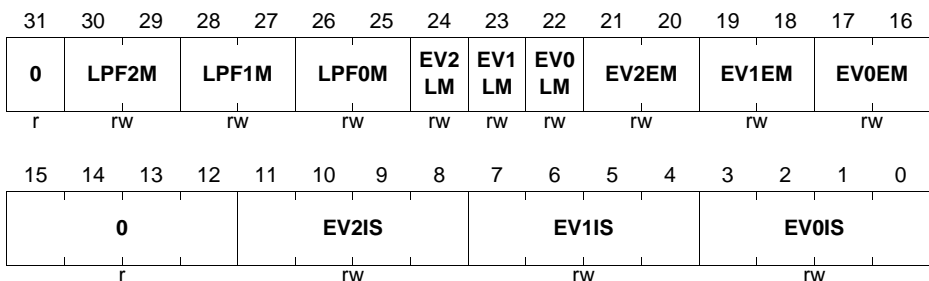 31 30 29 28 27 26 25 24 23 22 21 20 19 18 17 16
0 LPF2M LPF1M LPF0M EV2 LM EV1 LM EV0 LM EV2EM EV1EM EV0EM
r rw rw rw rw rw rw rw rw rw
15 14 13 12 11 10 9 8 7 6 5 4 3 2 1 0
0 EV2IS EV1IS EV0IS
r rw rw rw